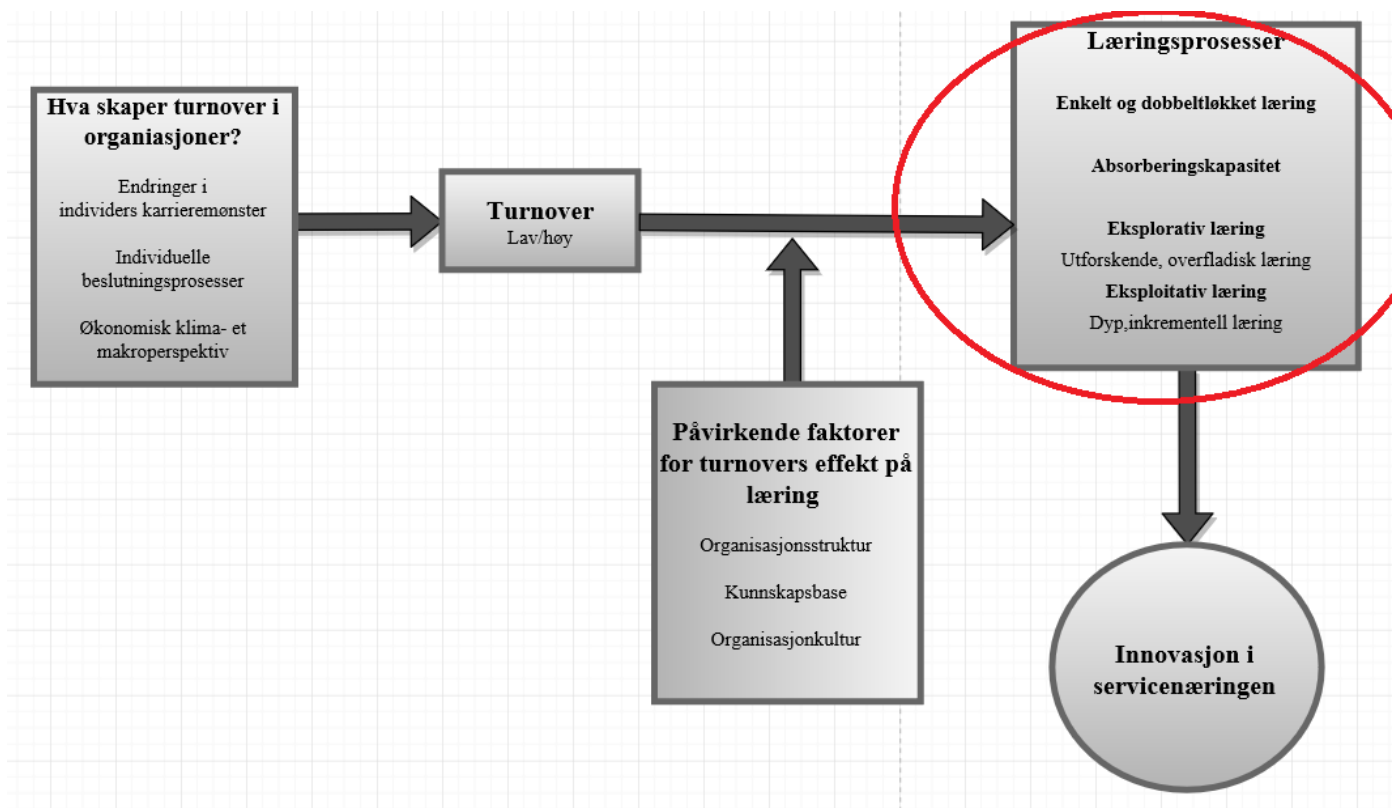 Hva skaper turnover i
organiasjoner?
Endringer i
individers karrieremønster
Individuelle
beslutningsprosesser
Økonomisk klima- et
makroperspektiv
Turnover
Lav/høy
Påvirkende faktorer
for turnovers effekt på
læring
Organisasjonsstruktur
Kunnskapsbase
Organisasjonkultur
Læringsprosesser
Enkelt og dobbeltløkket læring
Absorberingskapasitet
Eksplorativ læring
Utforskende, overfladisk læring
Eksploitativ læring
Dyp,inkrementell læring
Innovasjon i
servicenæringen